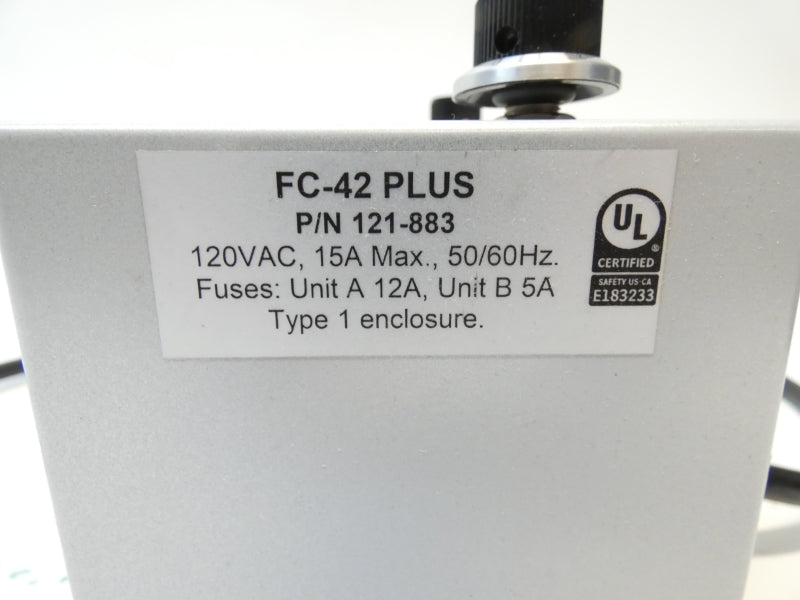 FC-42 PLUS
P/N 121-883
120VAC, 15A Max., 50/60Hz.
Fuses: Unit A 12A, Unit B 5A
Type 1 enclosure.
UL
®
CERTIFIED
SAFETY US-CA
E183233